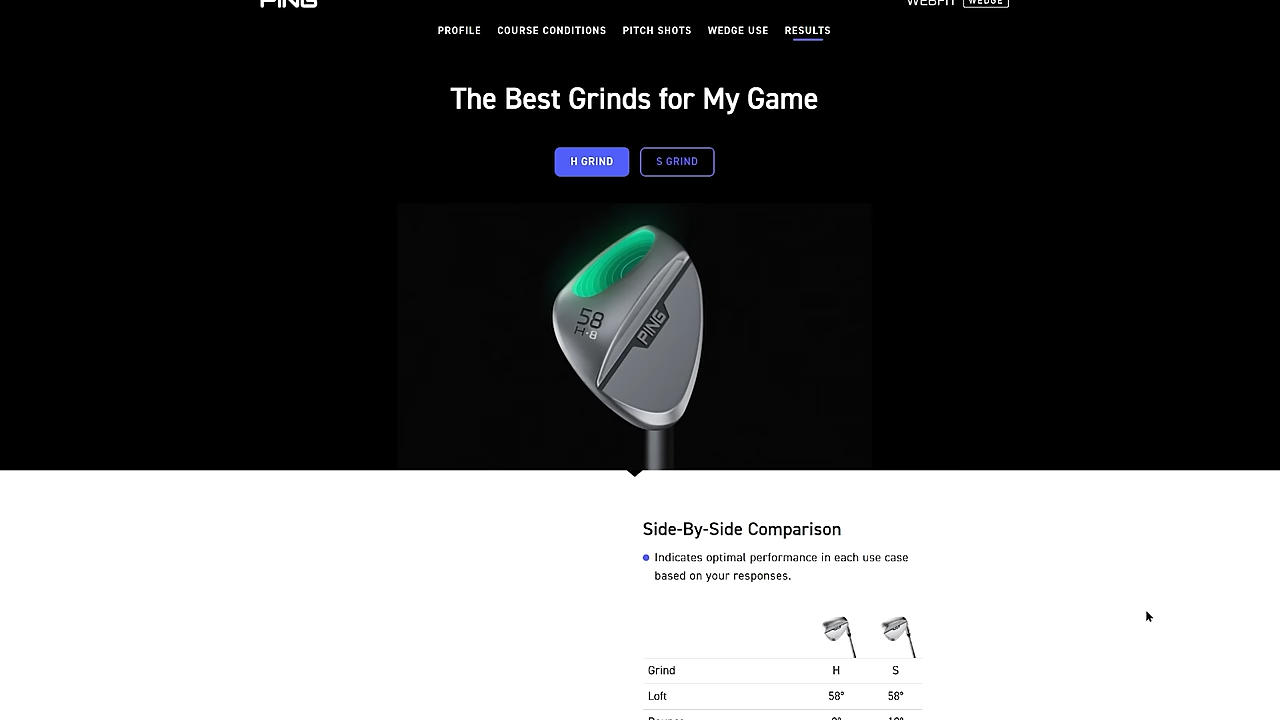 PING
WEBFIT WEDGE
PROFILE COURSE CONDITIONS PITCH SHOTS WEDGE USE RESULTS
The Best Grinds for My Game
H GRIND S GRIND
58
H·8
PING
Side-By-Side Comparison
Indicates optimal performance in each use case
based on your responses.
Grind H S
Loft 58° 58°